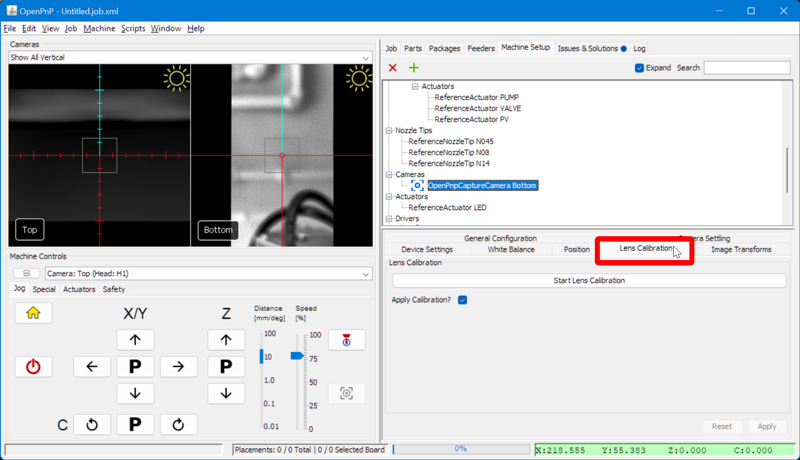 OpenPnP - Untitled.job.xml
File Edit View Job Machine Scripts Window Help
Cameras
Show All Vertical
Top
Bottom
Machine Controls
Camera: Top (Head: H1)
Jog Special Actuators Safety
X/Y Z
Distance [mm/deg]
100
10
1.0
0.1
0.01
Speed [%]
100
75
50
25
0
P P
C P
Job Parts Packages Feeders Machine Setup Issues & Solutions Log
Expand Search
Actuators
ReferenceActuator PUMP
ReferenceActuator VALVE
ReferenceActuator PV
Nozzle Tips
ReferenceNozzleTip N045
ReferenceNozzleTip N08
ReferenceNozzleTip N14
Cameras
OpenPnpCaptureCamera Bottom
Actuators
ReferenceActuator LED
Drivers
General Configuration Camera Settling
Device Settings White Balance Position Lens Calibration Image Transforms
Lens Calibration
Start Lens Calibration
Apply Calibration?
Reset Apply
Placements: 0 / 0 Total | 0 / 0 Selected Board 0% X:218.555 Y:55.383 Z:0.000 C:0.000